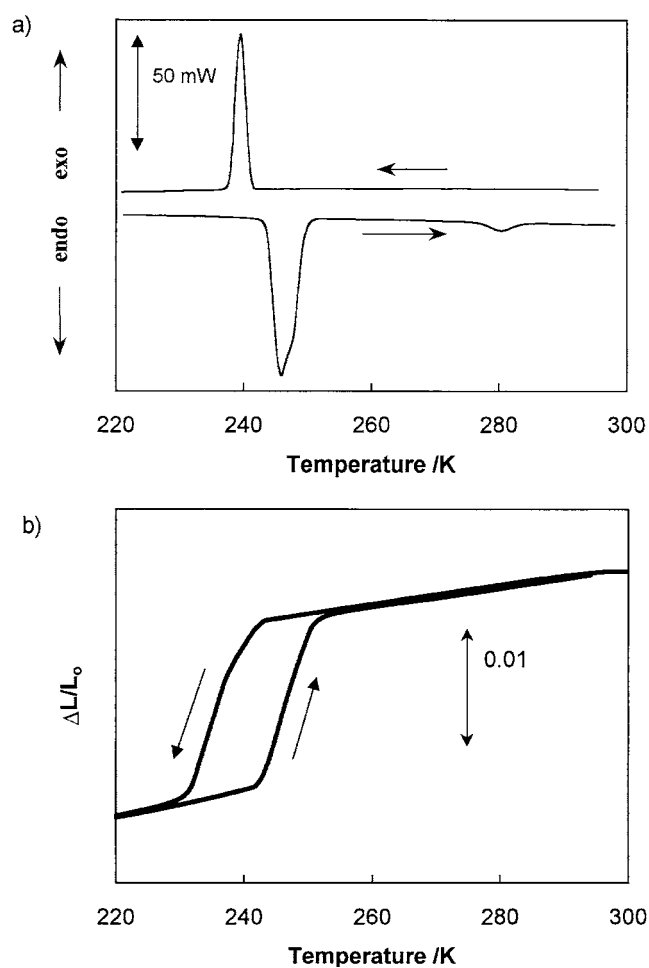 a)
50 mW
exo
endo
220 240 260 280 300
Temperature /K
b)
0.01
ΔL/Lo
220 240 260 280 300
Temperature /K